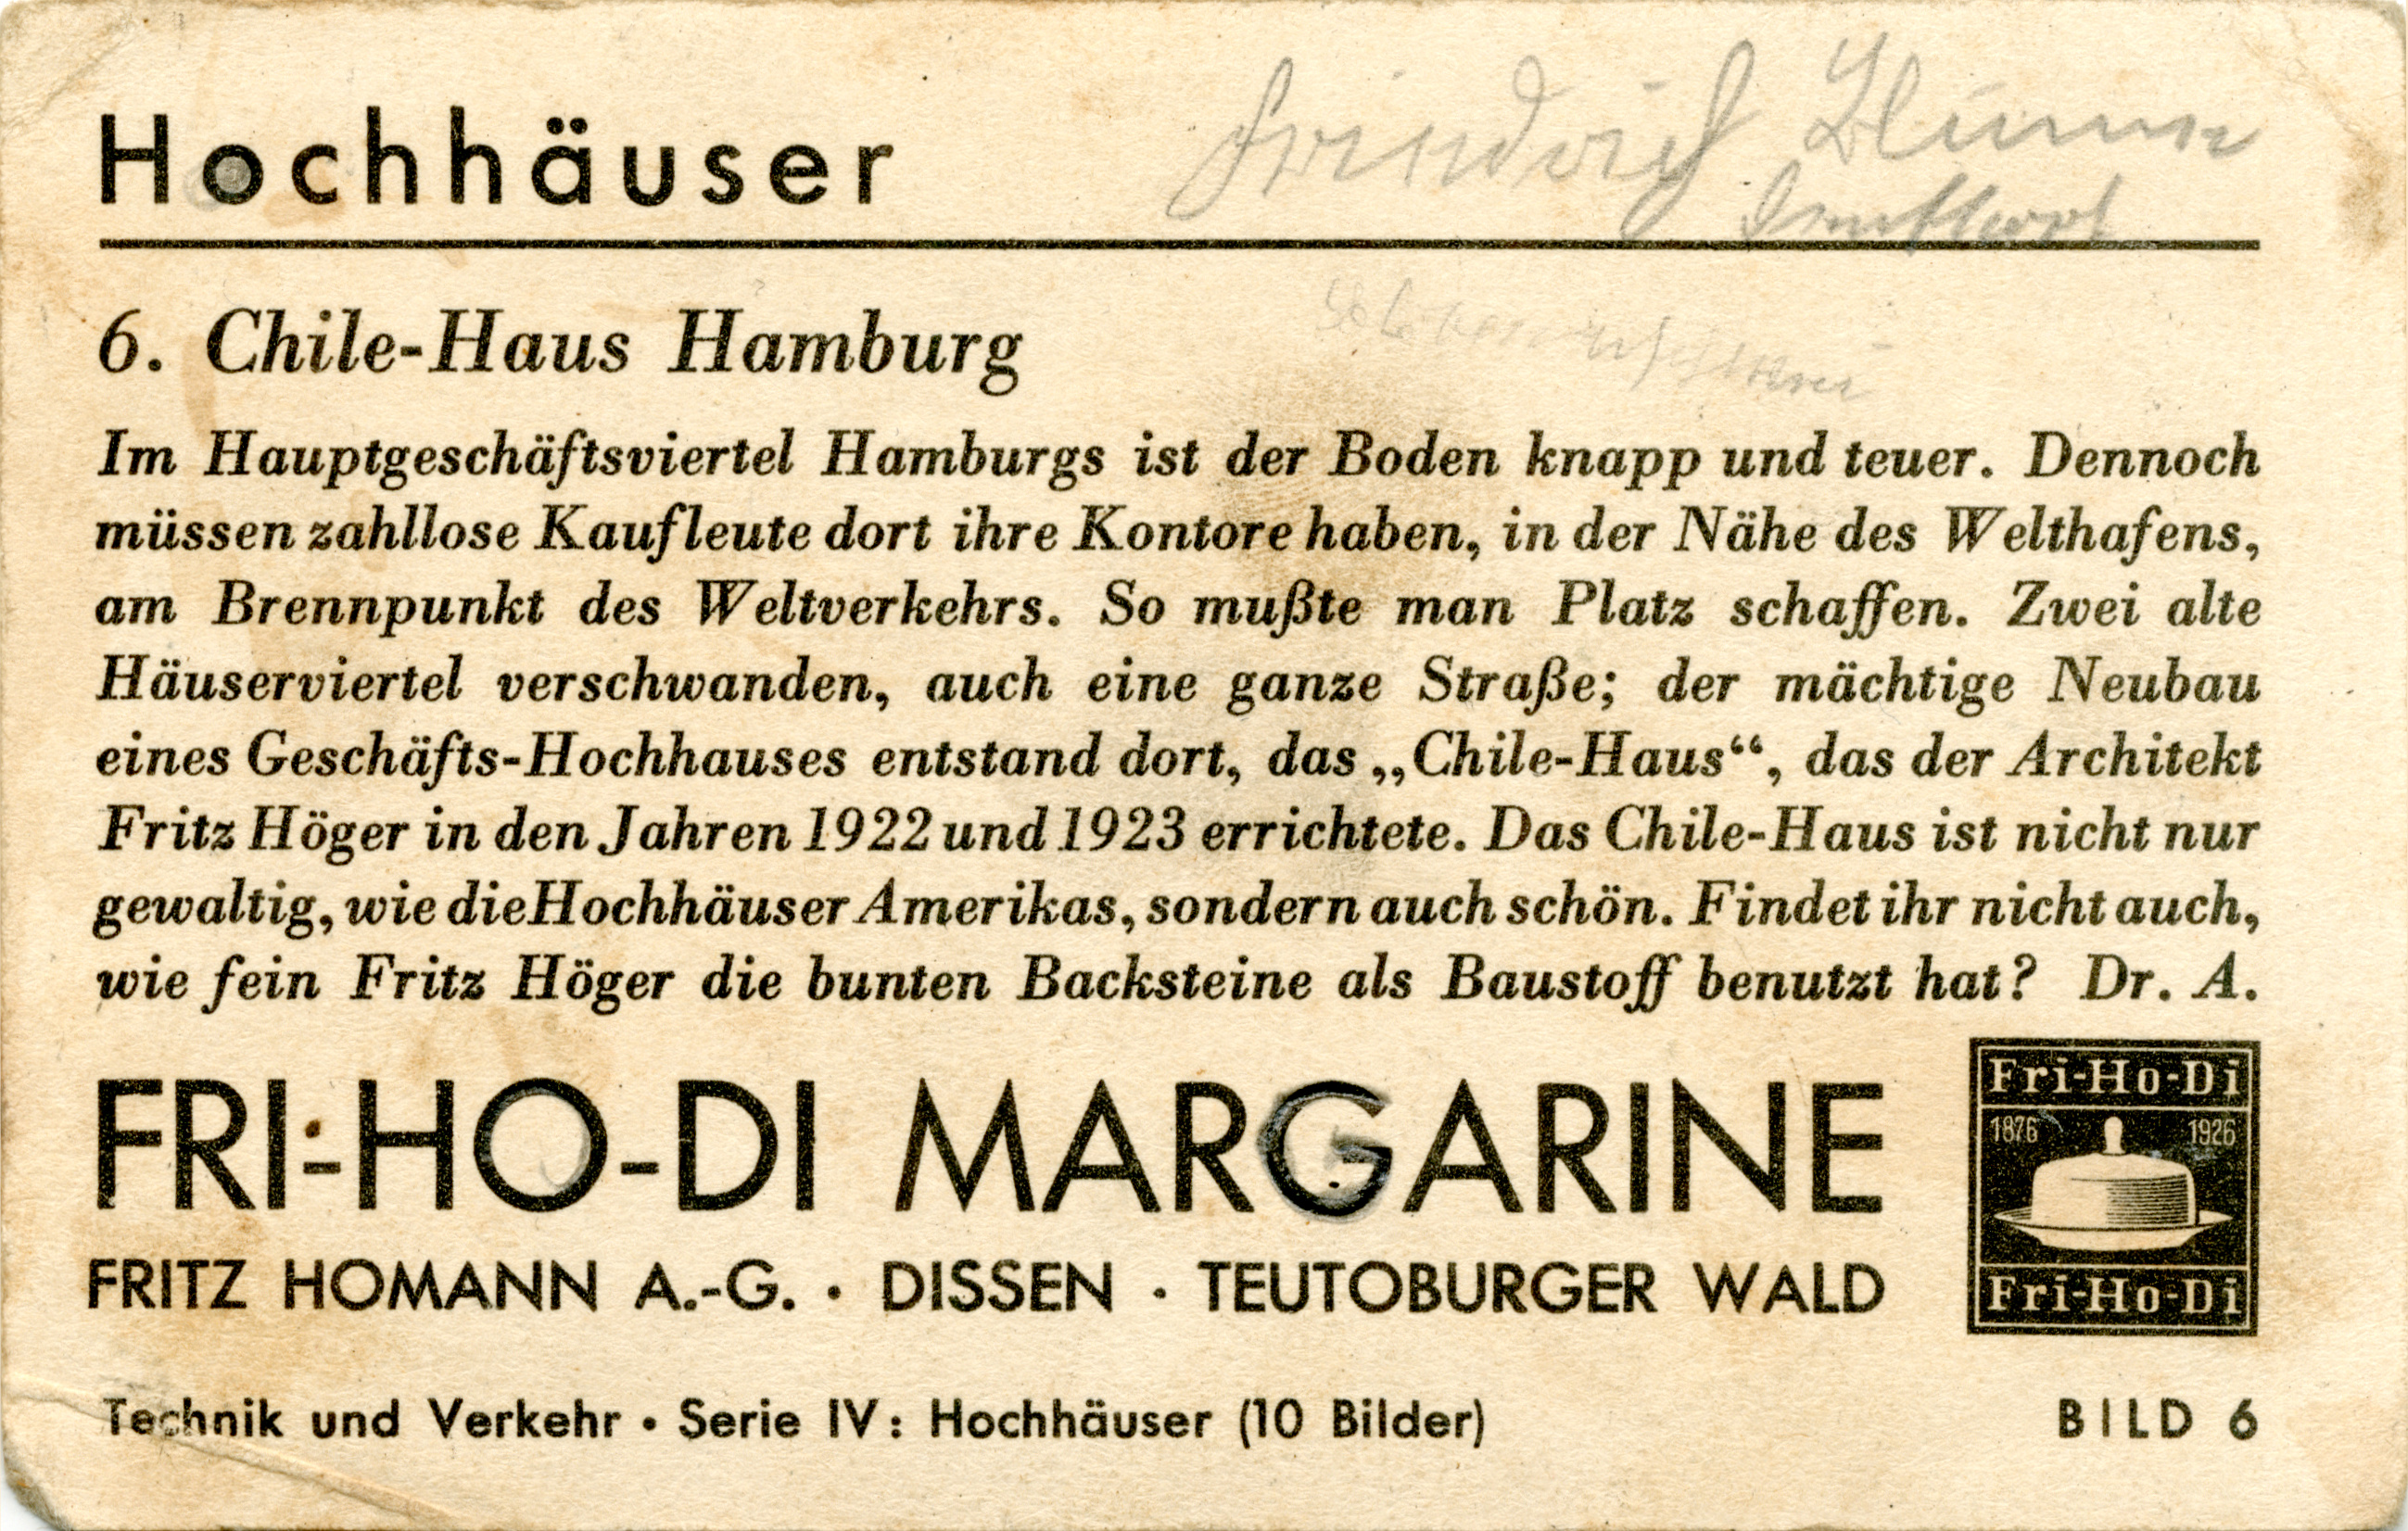 Hochhäuser
6. Chile-Haus Hamburg
Im Hauptgeschäftsviertel Hamburgs ist der Boden knapp und teuer. Dennoch
müssen zahllose Kaufleute dort ihre Kontore haben, in der Nähe des Welthafens,
am Brennpunkt des Weltverkehrs. So mußte man Platz schaffen. Zwei alte
Häuserviertel verschwanden, auch eine ganze Straße; der mächtige Neubau
eines Geschäfts-Hochhauses entstand dort, das „Chile-Haus“, das der Architekt
Fritz Höger in den Jahren 1922 und 1923 errichtete. Das Chile-Haus ist nicht nur
gewaltig, wie die Hochhäuser Amerikas, sondern auch schön. Findet ihr nicht auch,
wie fein Fritz Höger die bunten Backsteine als Baustoff benutzt hat? Dr. A.
FRI-HO-DI MARGARINE
FRITZ HOMANN A.-G. · DISSEN · TEUTOBURGER WALD
Fri-Ho-Di
1876 1926
Fri-Ho-Di
Technik und Verkehr • Serie IV: Hochhäuser (10 Bilder)
BILD 6